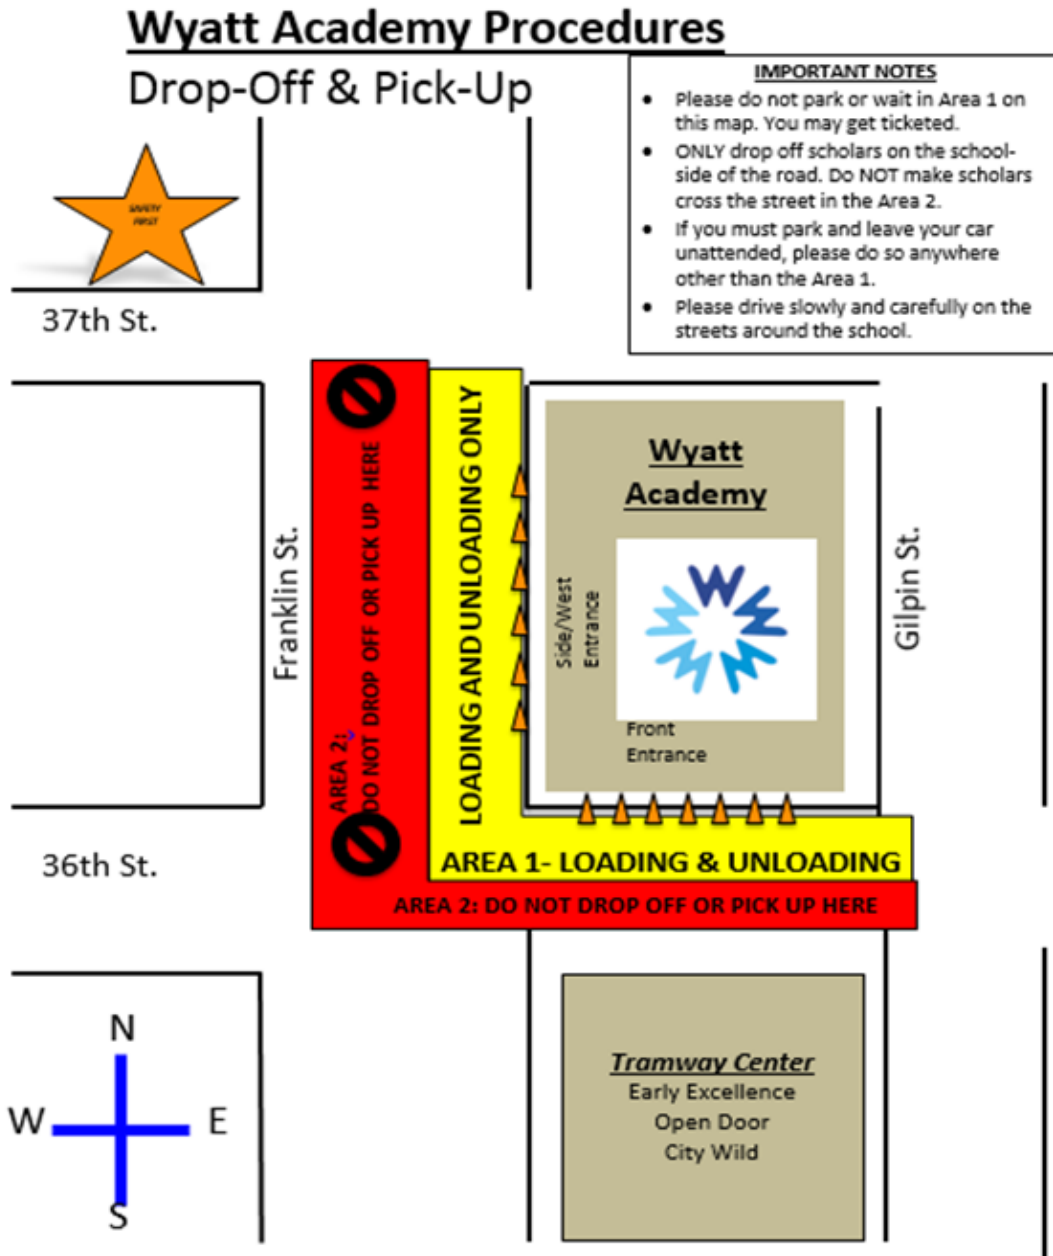 Wyatt Academy Procedures
Drop-Off & Pick-Up
IMPORTANT NOTES
• Please do not park or wait in Area 1 on
this map. You may get ticketed.
• ONLY drop off scholars on the school-
side of the road. Do NOT make scholars
cross the street in the Area 2.
• If you must park and leave your car
unattended, please do so anywhere
other than the Area 1.
• Please drive slowly and carefully on the
streets around the school.
SAFETY
FIRST
37th St.
Franklin St.
AREA 2:
DO NOT DROP OFF OR PICK UP HERE
LOADING AND UNLOADING ONLY
Wyatt
Academy
Side/West
Entrance
Front
Entrance
Gilpin St.
36th St.
AREA 1- LOADING & UNLOADING
AREA 2: DO NOT DROP OFF OR PICK UP HERE
N
W E
S
Tramway Center
Early Excellence
Open Door
City Wild